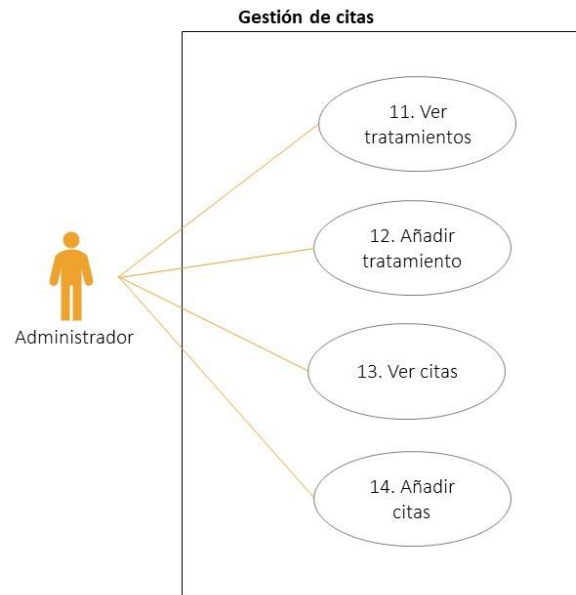 Gestión de citas
11. Ver
tratamientos
12. Añadir
tratamiento
Administrador
13. Ver citas
14. Añadir
citas